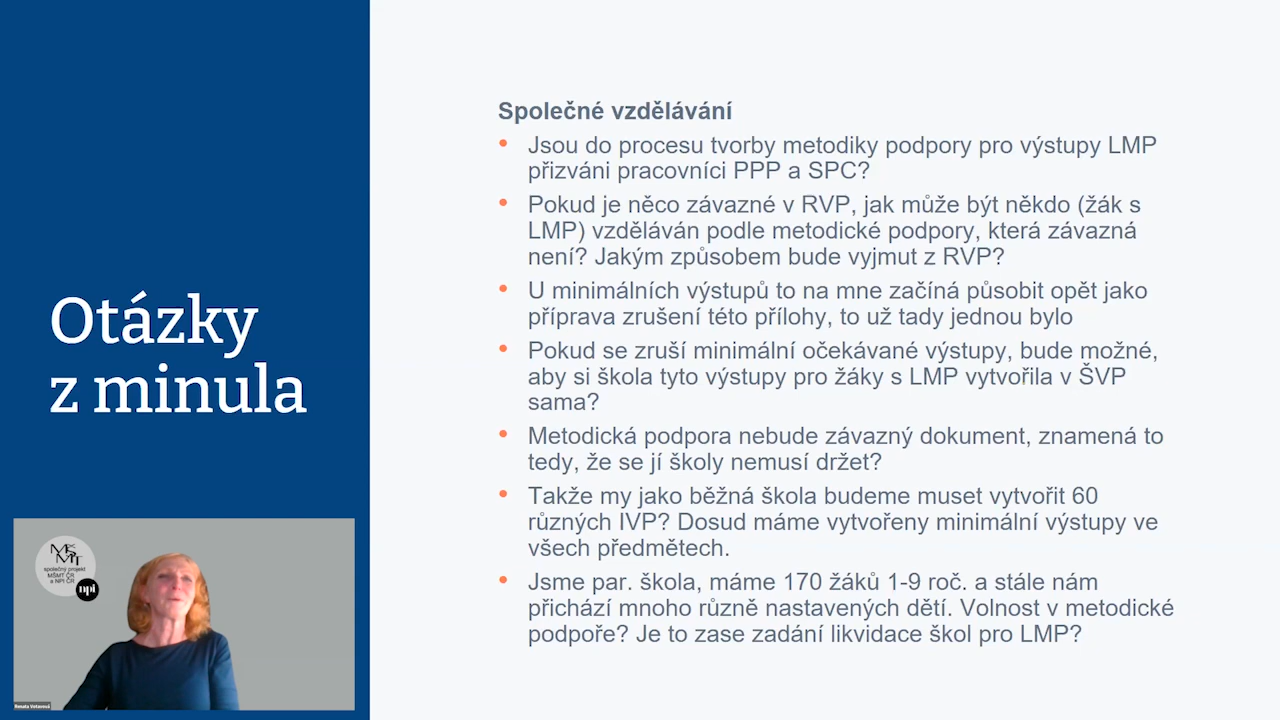 Otázky
z minula
Společné vzdělávání
• Jsou do procesu tvorby metodiky podpory pro výstupy LMP
přizváni pracovníci PPP a SPC?
• Pokud je něco závazné v RVP, jak může být někdo (žák s
LMP) vzděláván podle metodické podpory, která závazná
není? Jakým způsobem bude vyjmut z RVP?
• U minimálních výstupů to na mne začíná působit opět jako
příprava zrušení této přílohy, to už tady jednou bylo
• Pokud se zruší minimální očekávané výstupy, bude možné,
aby si škola tyto výstupy pro žáky s LMP vytvořila v ŠVP
sama?
• Metodická podpora nebude závazný dokument, znamená to
tedy, že se jí školy nemusí držet?
• Takže my jako běžná škola budeme muset vytvořit 60
různých IVP? Dosud máme vytvořeny minimální výstupy ve
všech předmětech.
• Jsme par. škola, máme 170 žáků 1-9 roč. a stále nám
přichází mnoho různě nastavených dětí. Volnost v metodické
podpoře? Je to zase zadání likvidace škol pro LMP?
společný projekt
MŠMT ČR
a NPI ČR
npi